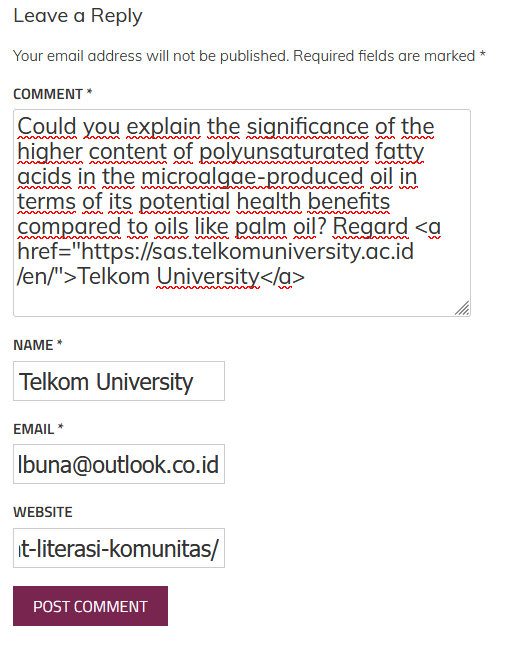 Leave a Reply
Your email address will not be published. Required fields are marked *
COMMENT *
Could you explain the significance of the
higher content of polyunsaturated fatty
acids in the microalgae-produced oil in
terms of its potential health benefits
compared to oils like palm oil? Regard <a
href="https://sas.telkomuniversity.ac.id
/en/">Telkom University</a>
NAME *
Telkom University
EMAIL *
lbuna@outlook.co.id
WEBSITE
t-literasi-komunitas/
POST COMMENT